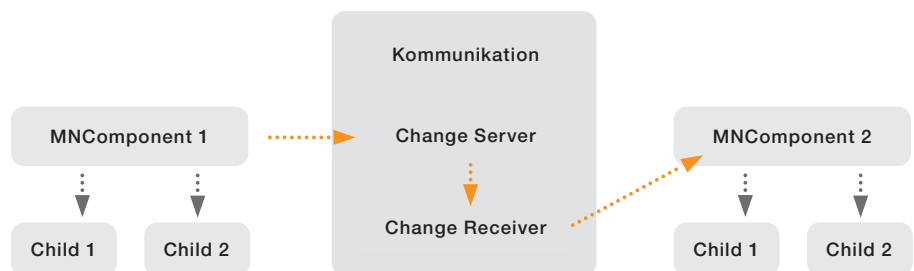 Kommunikation
MNComponent 1
Change Server
MNComponent 2
Change Receiver
Child 1
Child 2
Child 1
Child 2